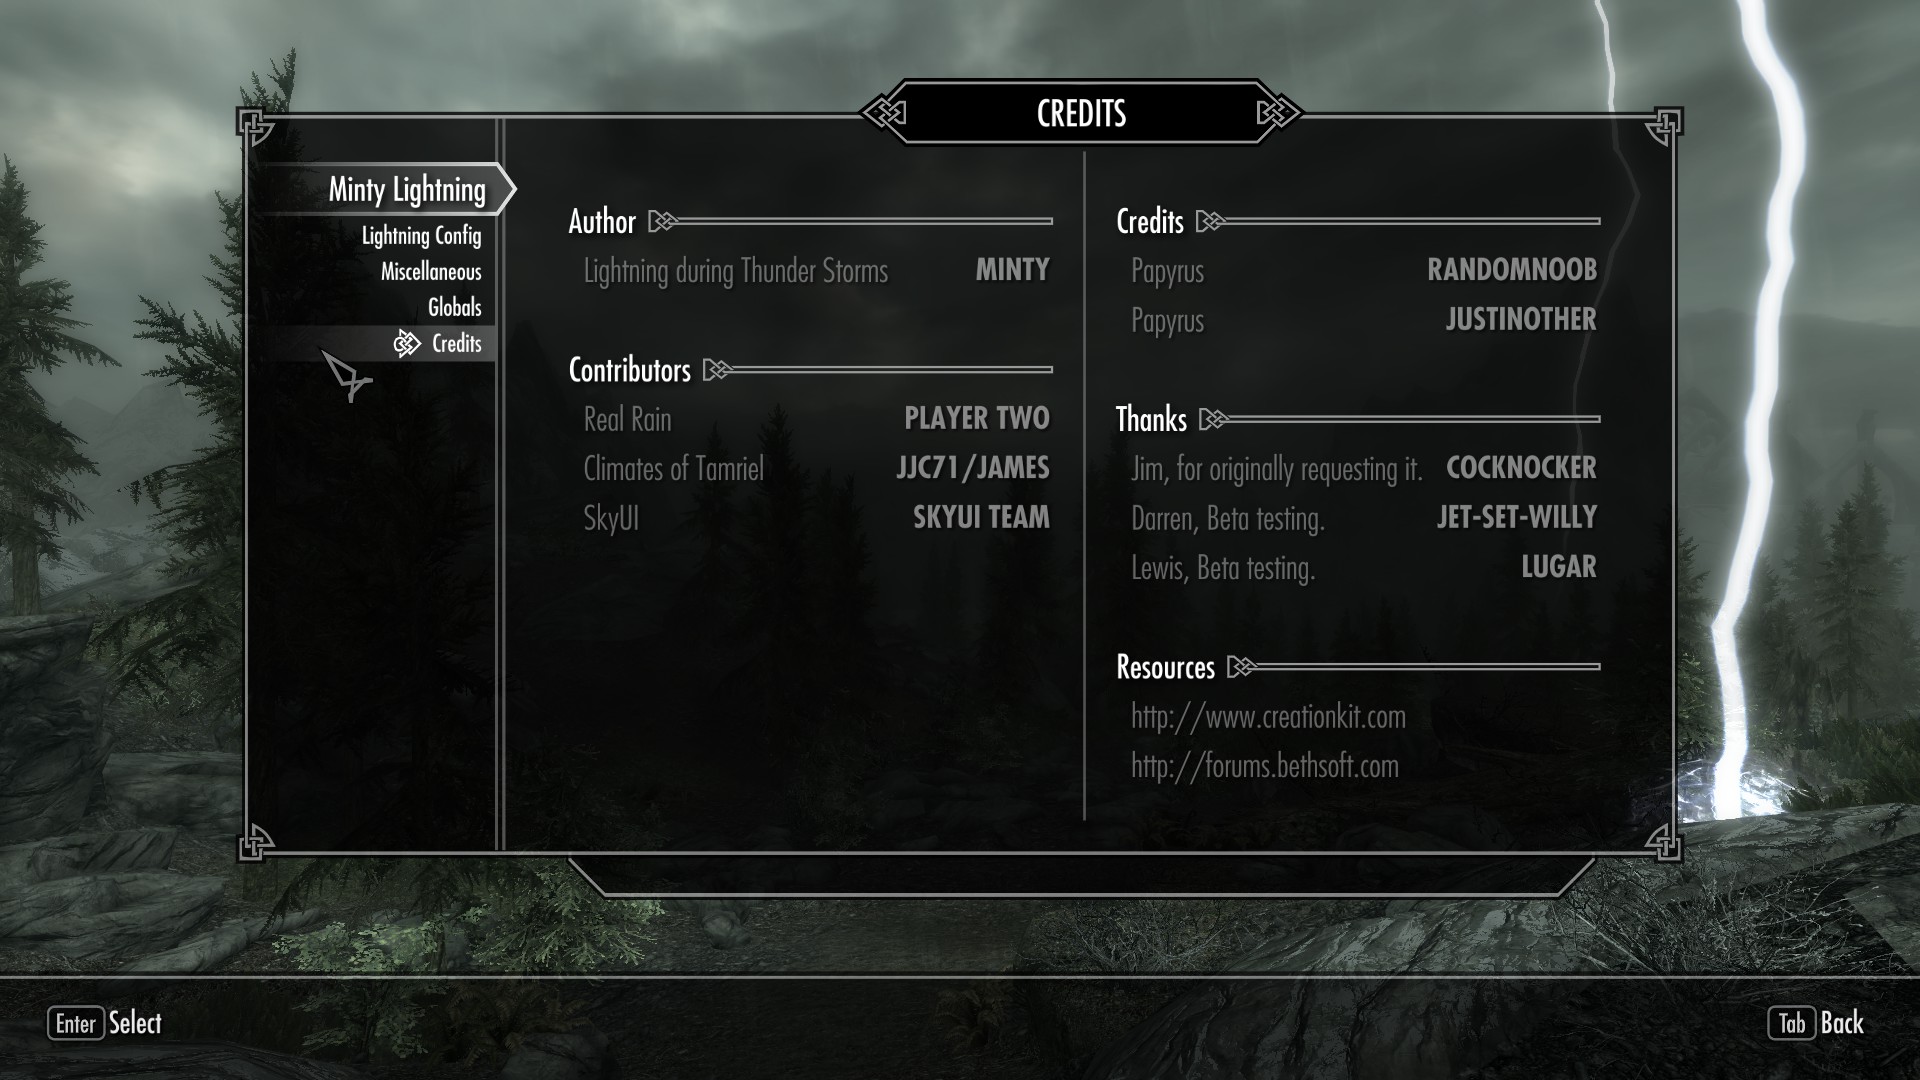 CREDITS
Minty Lightning
Lightning Config
Miscellaneous
Globals
Credits
Author
Lightning during Thunder Storms MINTY
Contributors
Real Rain PLAYER TWO
Climates of Tamriel JJC71/JAMES
SkyUI SKYUI TEAM
Credits
Papyrus RANDOMNOOB
Papyrus JUSTINOTHER
Thanks
Jim, for originally requesting it. COCKNOCKER
Darren, Beta testing. JET-SET-WILLY
Lewis, Beta testing. LUGAR
Resources
http://www.creationkit.com
http://forums.bethsoft.com
Enter Select
Tab Back